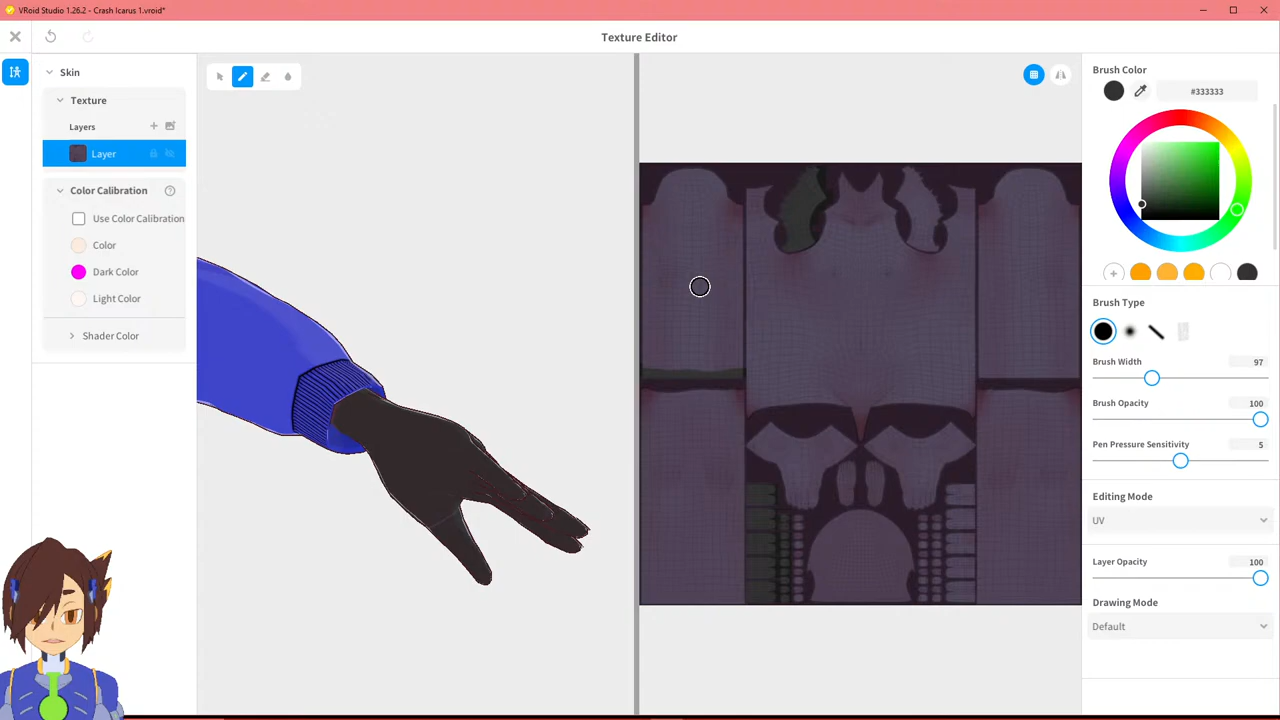 VRoid Studio 1.26.2 - Crash Icarus 1.vroid*
Texture Editor
Skin
Texture
Layers
Layer
Color Calibration
Use Color Calibration
Color
Dark Color
Light Color
Shader Color
Brush Color
#333333
Brush Type
Brush Width 97
Brush Opacity 100
Pen Pressure Sensitivity 5
Editing Mode
UV
Layer Opacity 100
Drawing Mode
Default